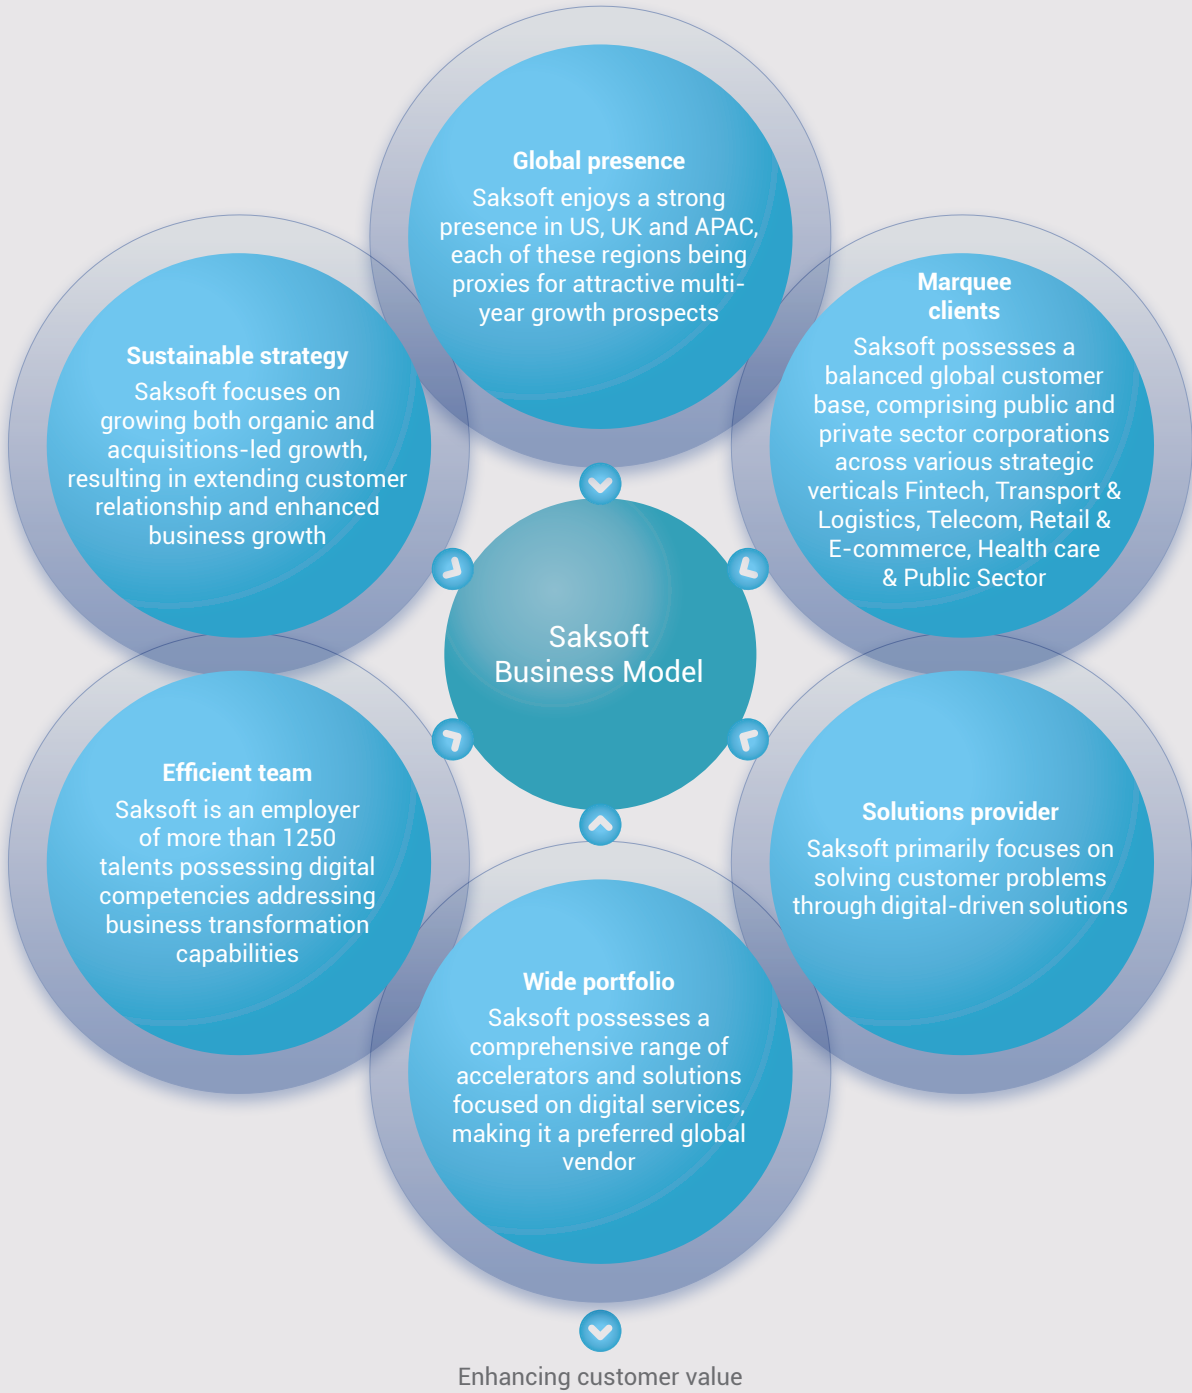 Global presence
Saksoft enjoys a strong
presence in US, UK and APAC,
each of these regions being
proxies for attractive multi-
year growth prospects
Marquee
clients
Saksoft possesses a
balanced global customer
base, comprising public and
private sector corporations
across various strategic
verticals Fintech, Transport &
Logistics, Telecom, Retail &
E-commerce, Health care
& Public Sector
Sustainable strategy
Saksoft focuses on
growing both organic and
acquisitions-led growth,
resulting in extending customer
relationship and enhanced
business growth
Saksoft
Business Model
Efficient team
Saksoft is an employer
of more than 1250
talents possessing digital
competencies addressing
business transformation
capabilities
Solutions provider
Saksoft primarily focuses on
solving customer problems
through digital-driven solutions
Wide portfolio
Saksoft possesses a
comprehensive range of
accelerators and solutions
focused on digital services,
making it a preferred global
vendor
Enhancing customer value